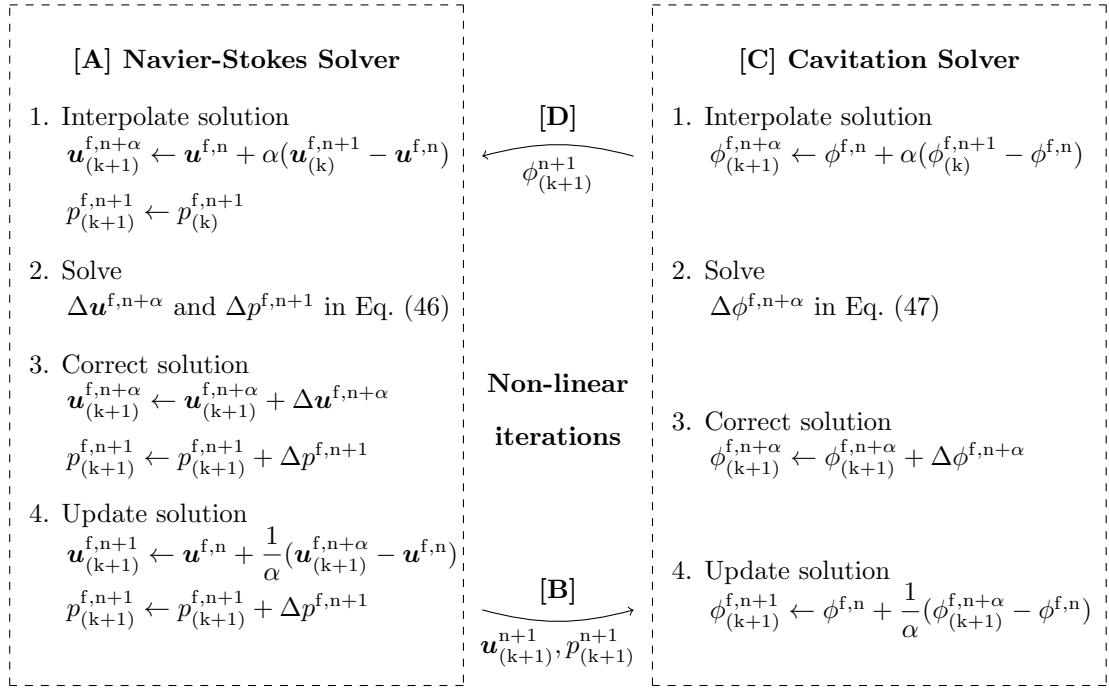 [A] Navier-Stokes Solver
1. Interpolate solution
𝒖^{f,n+α}_{(k+1)} ← 𝒖^{f,n} + α(𝒖^{f,n+1}_{(k)} − 𝒖^{f,n})
p^{f,n+1}_{(k+1)} ← p^{f,n+1}_{(k)}
2. Solve
Δ𝒖^{f,n+α} and Δp^{f,n+1} in Eq. (46)
3. Correct solution
𝒖^{f,n+α}_{(k+1)} ← 𝒖^{f,n+α}_{(k+1)} + Δ𝒖^{f,n+α}
p^{f,n+1}_{(k+1)} ← p^{f,n+1}_{(k+1)} + Δp^{f,n+1}
4. Update solution
𝒖^{f,n+1}_{(k+1)} ← 𝒖^{f,n} + \frac{1}{α}(𝒖^{f,n+α}_{(k+1)} − 𝒖^{f,n})
p^{f,n+1}_{(k+1)} ← p^{f,n+1}_{(k+1)} + Δp^{f,n+1}
[D]
ϕ^{n+1}_{(k+1)}
Non-linear
iterations
[B]
𝒖^{n+1}_{(k+1)}, p^{n+1}_{(k+1)}
[C] Cavitation Solver
1. Interpolate solution
ϕ^{f,n+α}_{(k+1)} ← ϕ^{f,n} + α(ϕ^{f,n+1}_{(k)} − ϕ^{f,n})
2. Solve
Δϕ^{f,n+α} in Eq. (47)
3. Correct solution
ϕ^{f,n+α}_{(k+1)} ← ϕ^{f,n+α}_{(k+1)} + Δϕ^{f,n+α}
4. Update solution
ϕ^{f,n+1}_{(k+1)} ← ϕ^{f,n} + \frac{1}{α}(ϕ^{f,n+α}_{(k+1)} − ϕ^{f,n})